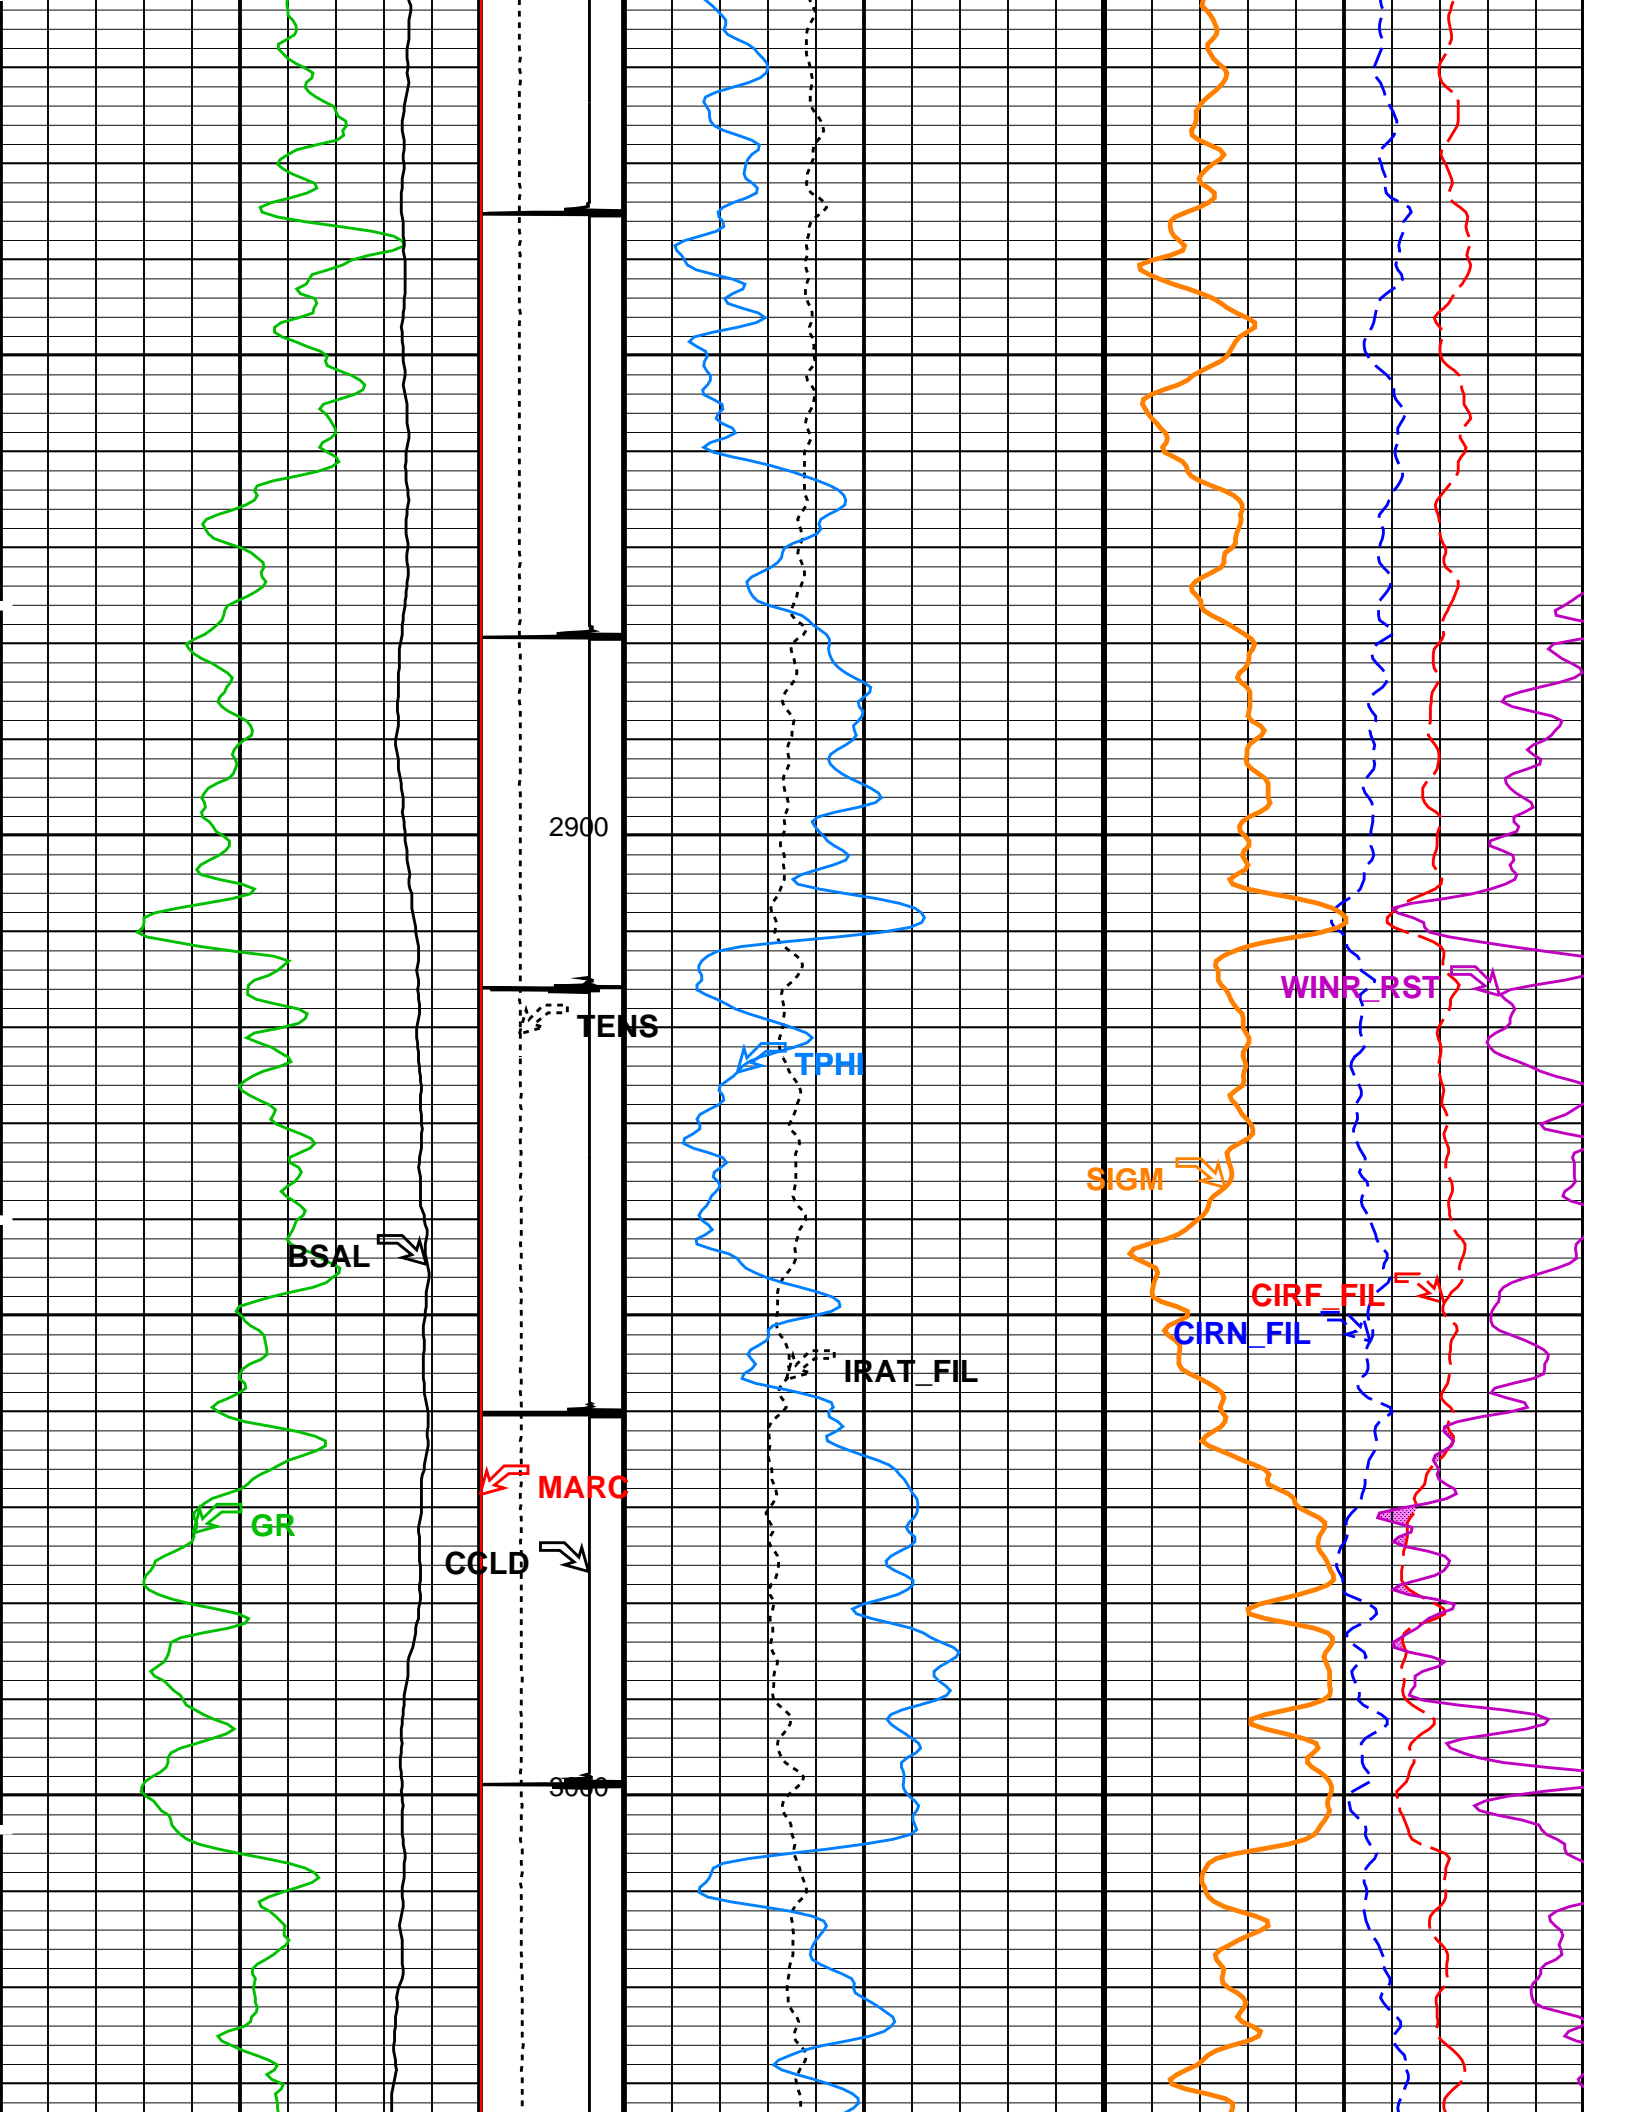 2900
WINR_RST
TENS
TPHI
SIGM
BSAL
CIRF_FIL
CIRN_FIL
IRAT_FIL
MARC
GR
CCLD
3000